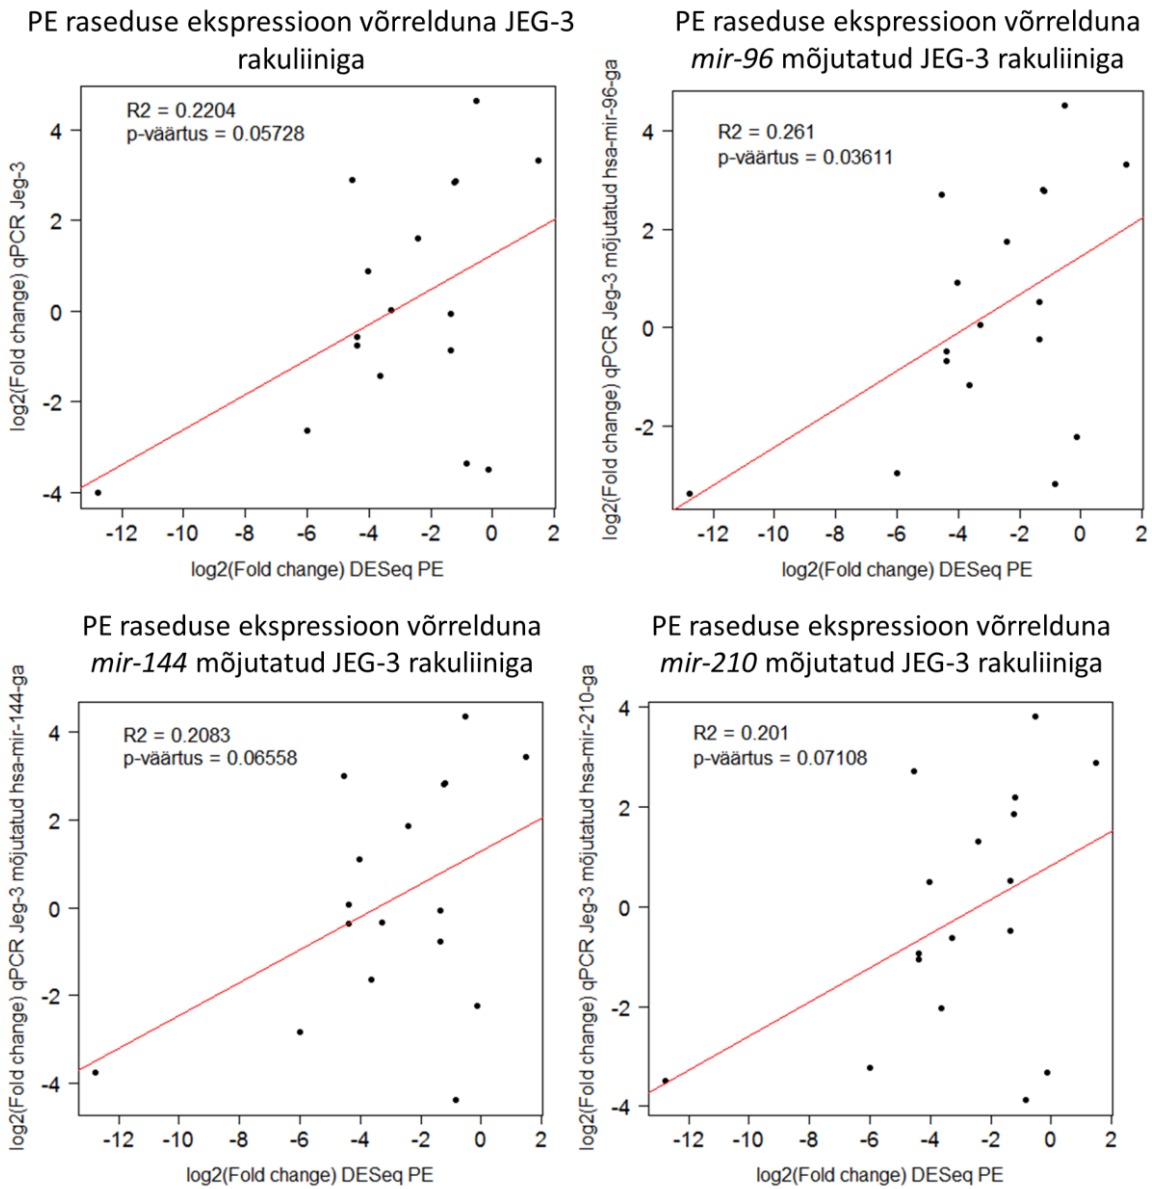 PE raseduse ekspressioon võrrelduna JEG-3
rakuliiniga
R2 = 0.2204
p-väärtus = 0.05728
log2(Fold change) qPCR Jeg-3
4
2
0
-2
-4
-12 -10 -8 -6 -4 -2 0 2
log2(Fold change) DESeq PE
PE raseduse ekspressioon võrrelduna
mir-96 mõjutatud JEG-3 rakuliiniga
R2 = 0.261
p-väärtus = 0.03611
log2(Fold change) qPCR Jeg-3 mõjutatud hsa-mir-96-ga
4
2
0
-2
-12 -10 -8 -6 -4 -2 0 2
log2(Fold change) DESeq PE
PE raseduse ekspressioon võrrelduna
mir-144 mõjutatud JEG-3 rakuliiniga
R2 = 0.2083
p-väärtus = 0.06558
log2(Fold change) qPCR Jeg-3 mõjutatud hsa-mir-144-ga
4
2
0
-2
-4
-12 -10 -8 -6 -4 -2 0 2
log2(Fold change) DESeq PE
PE raseduse ekspressioon võrrelduna
mir-210 mõjutatud JEG-3 rakuliiniga
R2 = 0.201
p-väärtus = 0.07108
log2(Fold change) qPCR Jeg-3 mõjutatud hsa-mir-210-ga
4
2
0
-2
-4
-12 -10 -8 -6 -4 -2 0 2
log2(Fold change) DESeq PE